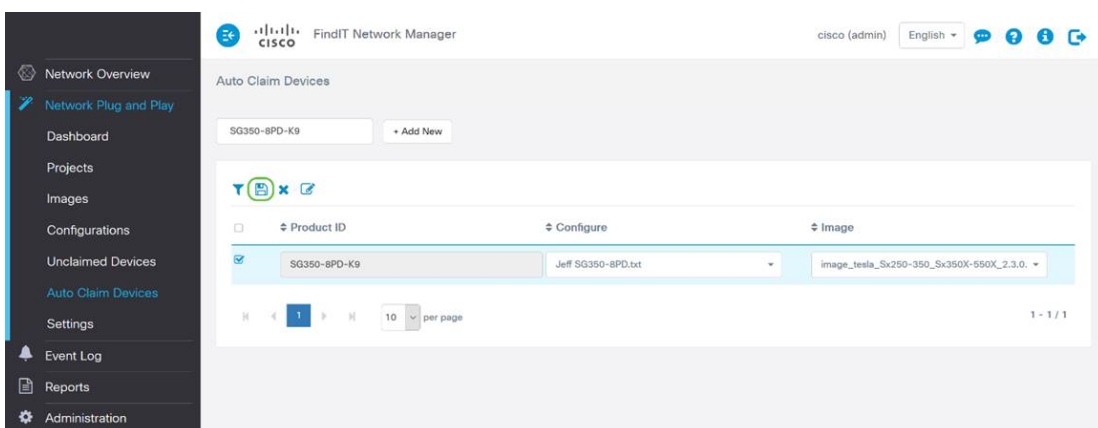 CISCO FindIT Network Manager
cisco (admin) English
Network Overview
Network Plug and Play
Dashboard
Projects
Images
Configurations
Unclaimed Devices
Auto Claim Devices
Settings
Event Log
Reports
Administration
Auto Claim Devices
SG350-8PD-K9 + Add New
Product ID Configure Image
SG350-8PD-K9 Jeff SG350-8PD.txt image_tesla_Sx250-350_Sx350X-550X_2.3.0.
1 10 per page 1 - 1 / 1